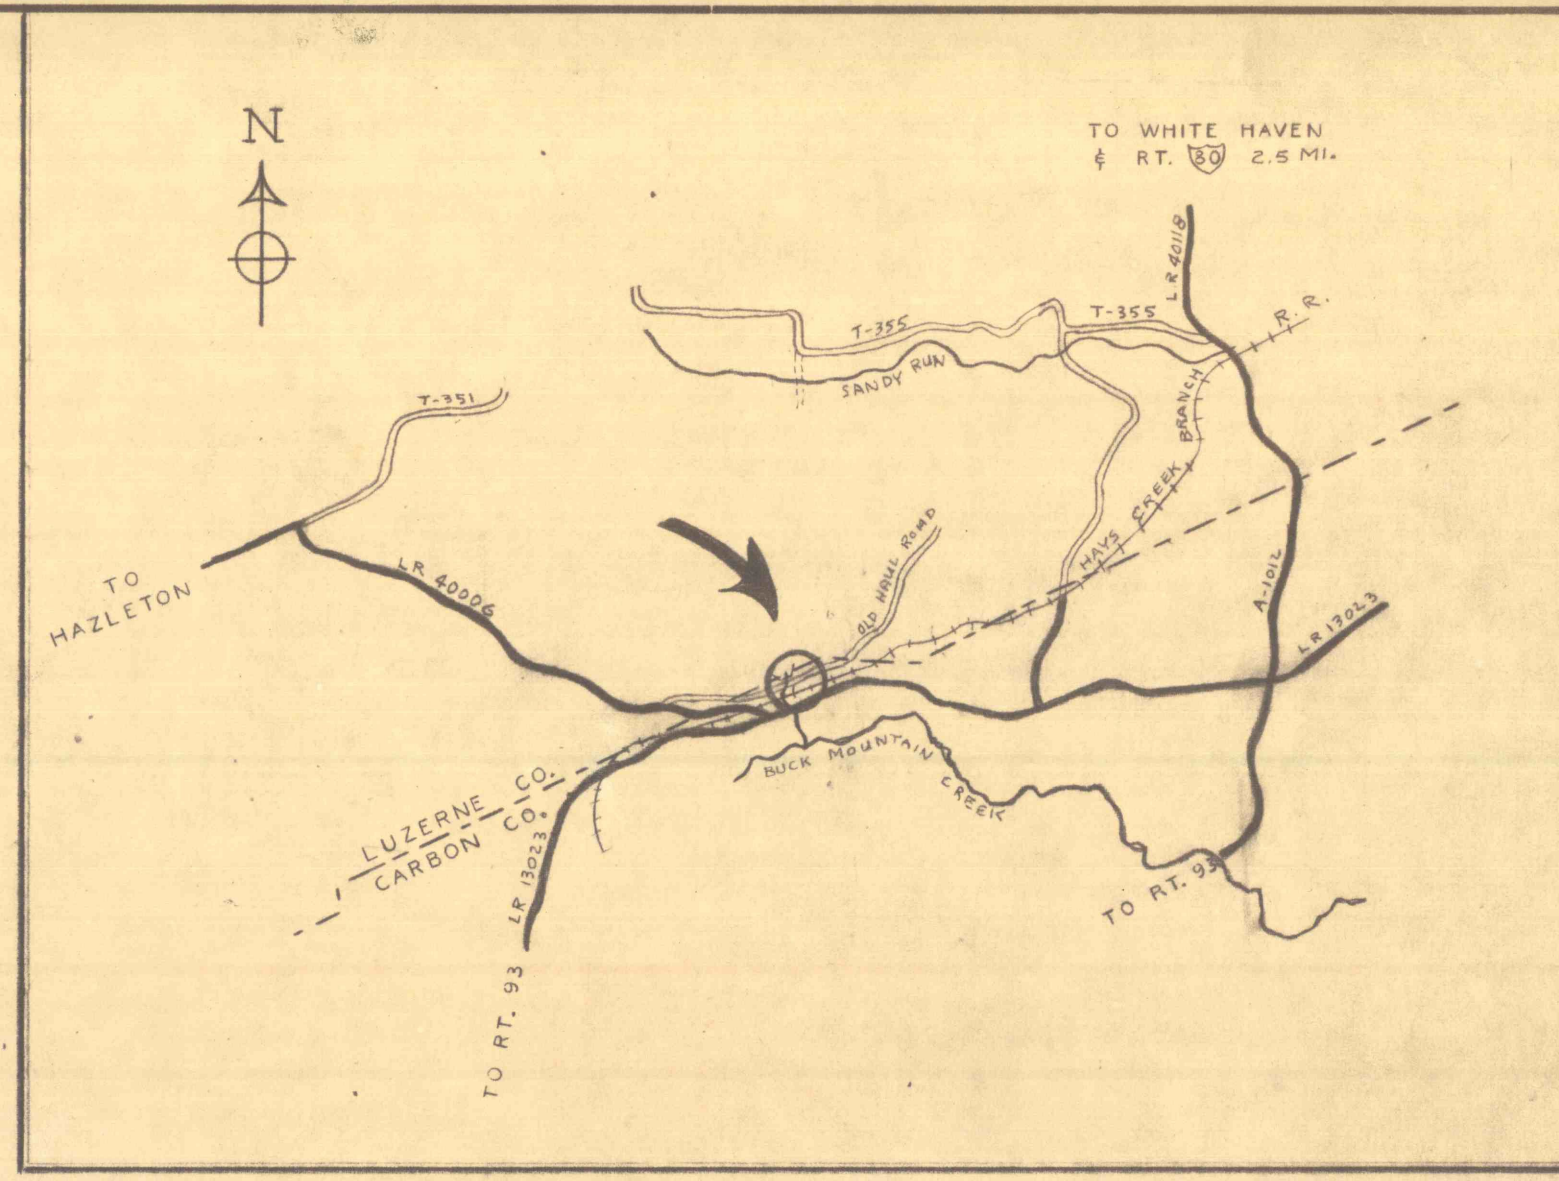 N
TO WHITE HAVEN
& RT. 80 2.5 MI.
LR 40118
R. R.
T-355
T-355
SANDY RUN
T-351
HAYS CREEK BRANCH
OLD HAUL ROAD
TO
HAZLETON
LR 40006
A-1012
LR 13023
BUCK MOUNTAIN
CREEK
LUZERNE CO.
CARBON CO.
LR 13023
TO RT. 93
TO RT. 93